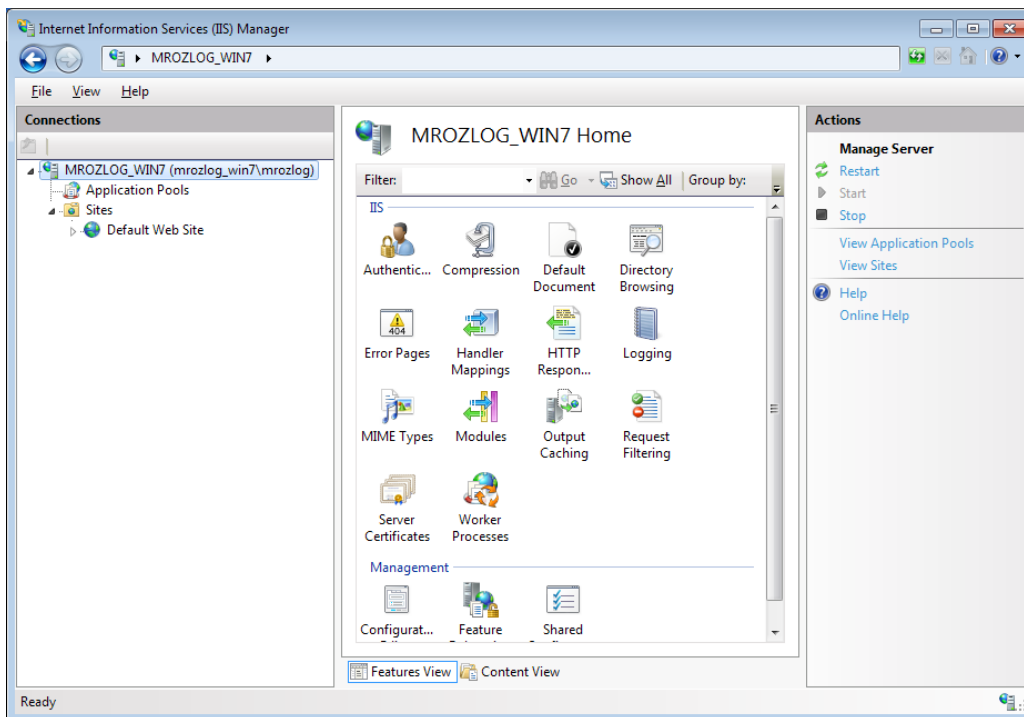 Internet Information Services (IIS) Manager
MROZLOG_WIN7
File View Help
Connections
MROZLOG_WIN7 (mrozlog_win7\mrozlog)
Application Pools
Sites
Default Web Site
MROZLOG_WIN7 Home
Filter: Go Show All Group by:
IIS
Authentic... Compression Default Document Directory Browsing
404
Error Pages Handler Mappings HTTP Respon... Logging
MIME Types Modules Output Caching Request Filtering
Server Certificates Worker Processes
Management
Configurat... Feature Shared
Features View Content View
Actions
Manage Server
Restart
Start
Stop
View Application Pools
View Sites
Help
Online Help
Ready